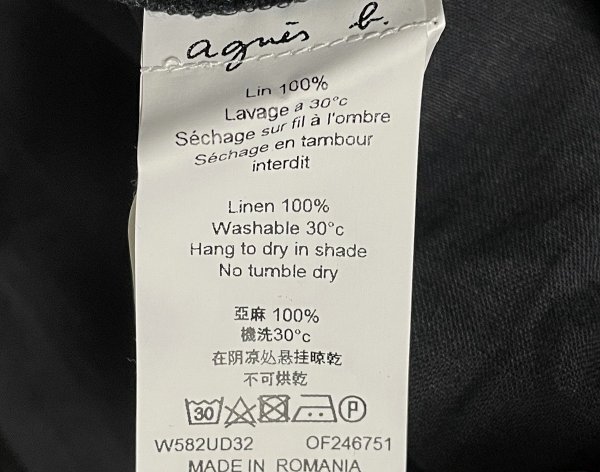 agnès b.
Lin 100%
Lavage a 30°c
Séchage sur fil à l'ombre
Séchage en tambour
interdit
Linen 100%
Washable 30°c
Hang to dry in shade
No tumble dry
亞麻 100%
機洗30°c
在阴凉处悬挂晾乾
不可烘乾
30 P
W582UD32 OF246751
MADE IN ROMANIA